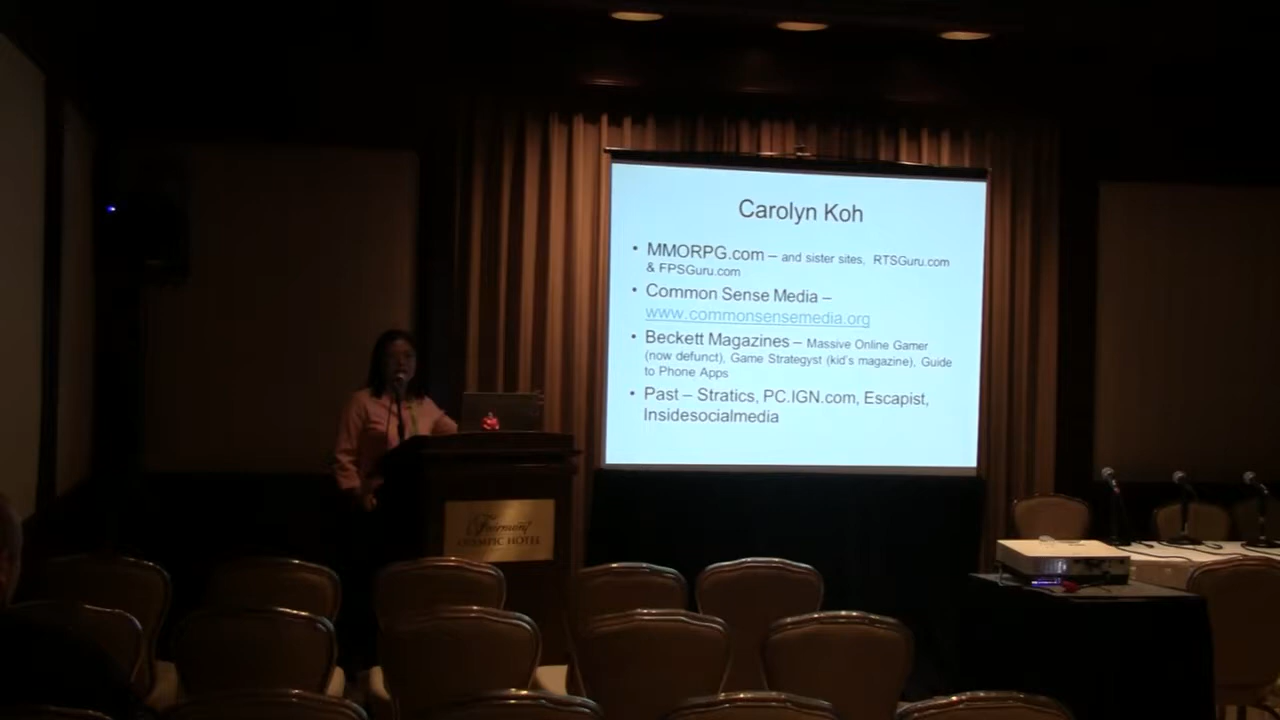 Carolyn Koh
• MMORPG.com – and sister sites, RTSGuru.com
& FPSGuru.com
• Common Sense Media –
www.commonsensemedia.org
• Beckett Magazines – Massive Online Gamer
(now defunct), Game Strategyst (kid's magazine), Guide
to Phone Apps
• Past – Stratics, PC.IGN.com, Escapist,
Insidesocialmedia
Fairmont
OLYMPIC HOTEL